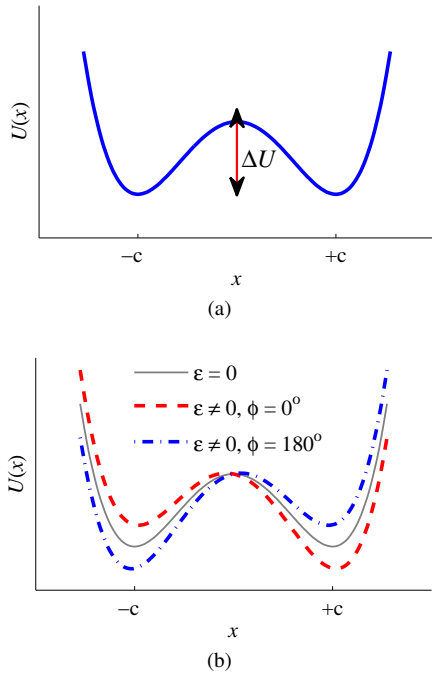 U(x)
ΔU
−c +c
x
(a)
ε = 0
ε ≠ 0, ϕ = 0°
ε ≠ 0, ϕ = 180°
U(x)
−c +c
x
(b)